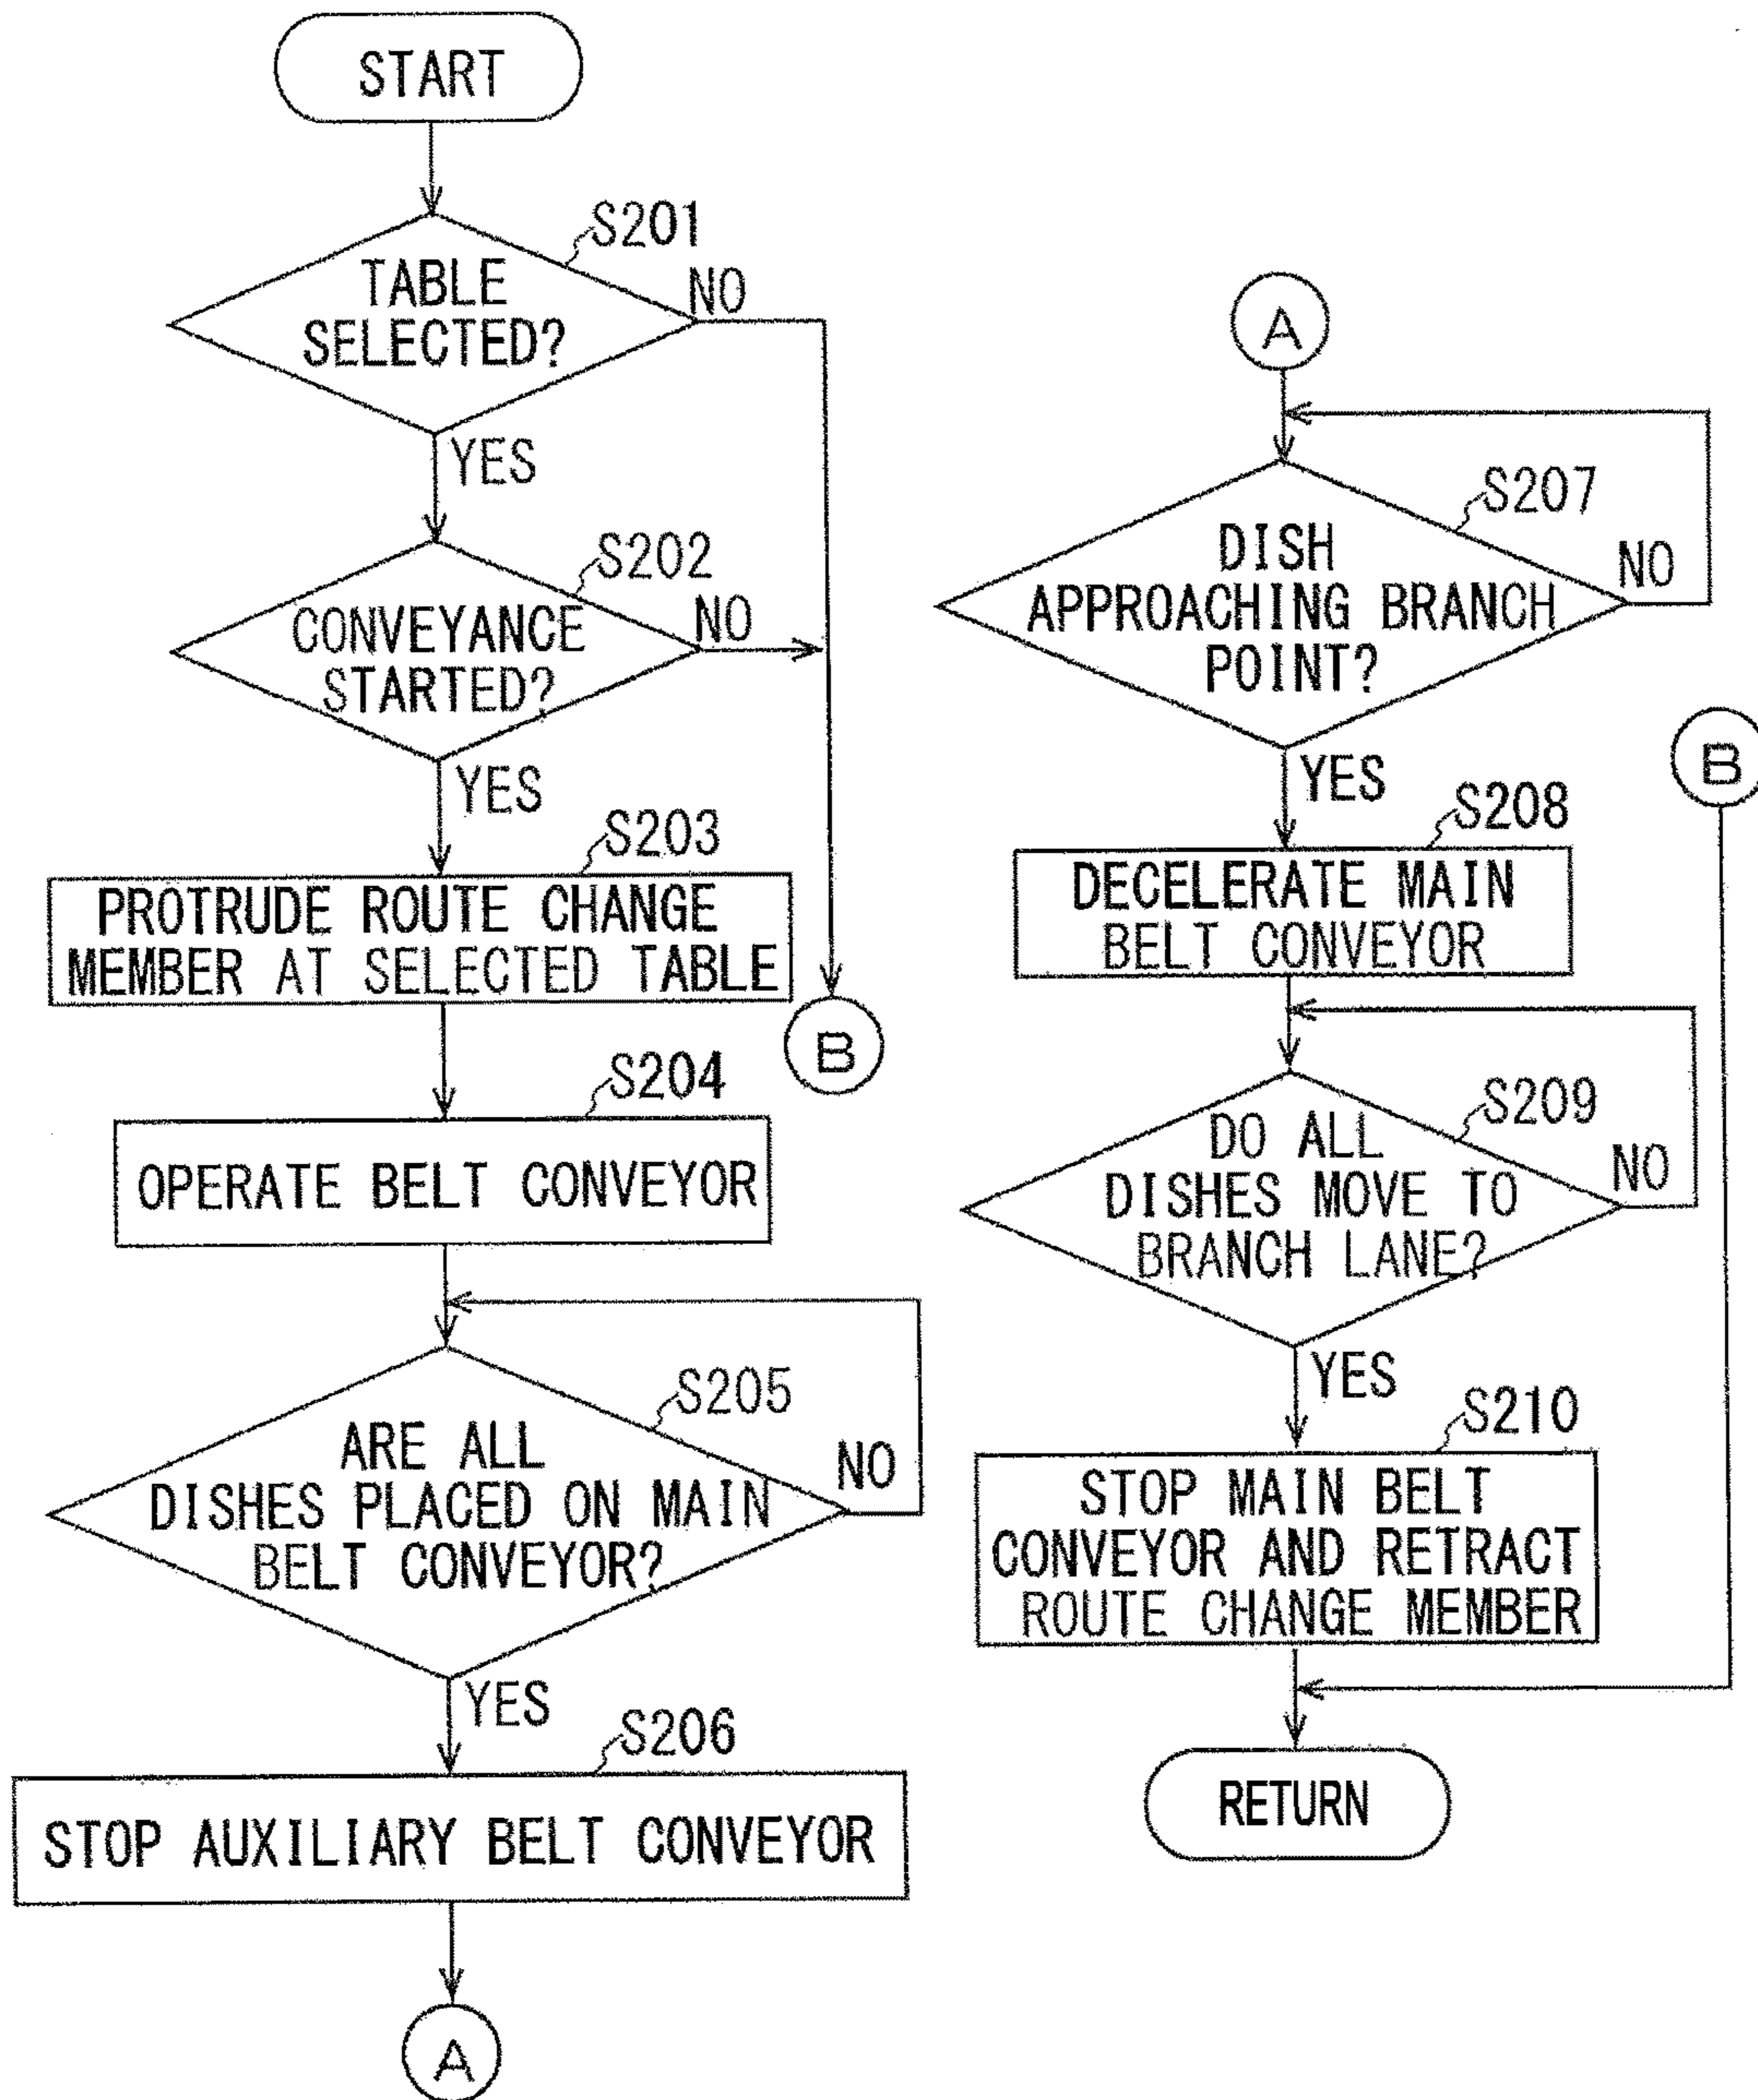 START
S201
TABLE
SELECTED?
NO
YES
S202
CONVEYANCE
STARTED?
NO
YES
S203
PROTRUDE ROUTE CHANGE
MEMBER AT SELECTED TABLE
B
S204
OPERATE BELT CONVEYOR
S205
ARE ALL
DISHES PLACED ON MAIN
BELT CONVEYOR?
NO
YES
S206
STOP AUXILIARY BELT CONVEYOR
A
A
S207
DISH
APPROACHING BRANCH
POINT?
NO
YES
B
S208
DECELERATE MAIN
BELT CONVEYOR
S209
DO ALL
DISHES MOVE TO
BRANCH LANE?
NO
YES
S210
STOP MAIN BELT
CONVEYOR AND RETRACT
ROUTE CHANGE MEMBER
RETURN